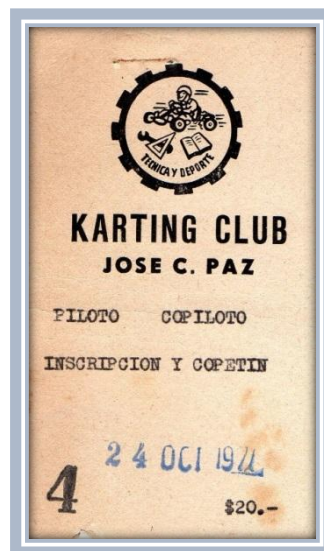 TECNICA Y DEPORTE
KARTING CLUB
JOSE C. PAZ
PILOTO COPILOTO
INSCRIPCION Y COPETIN
24 OCT
4
$20.-